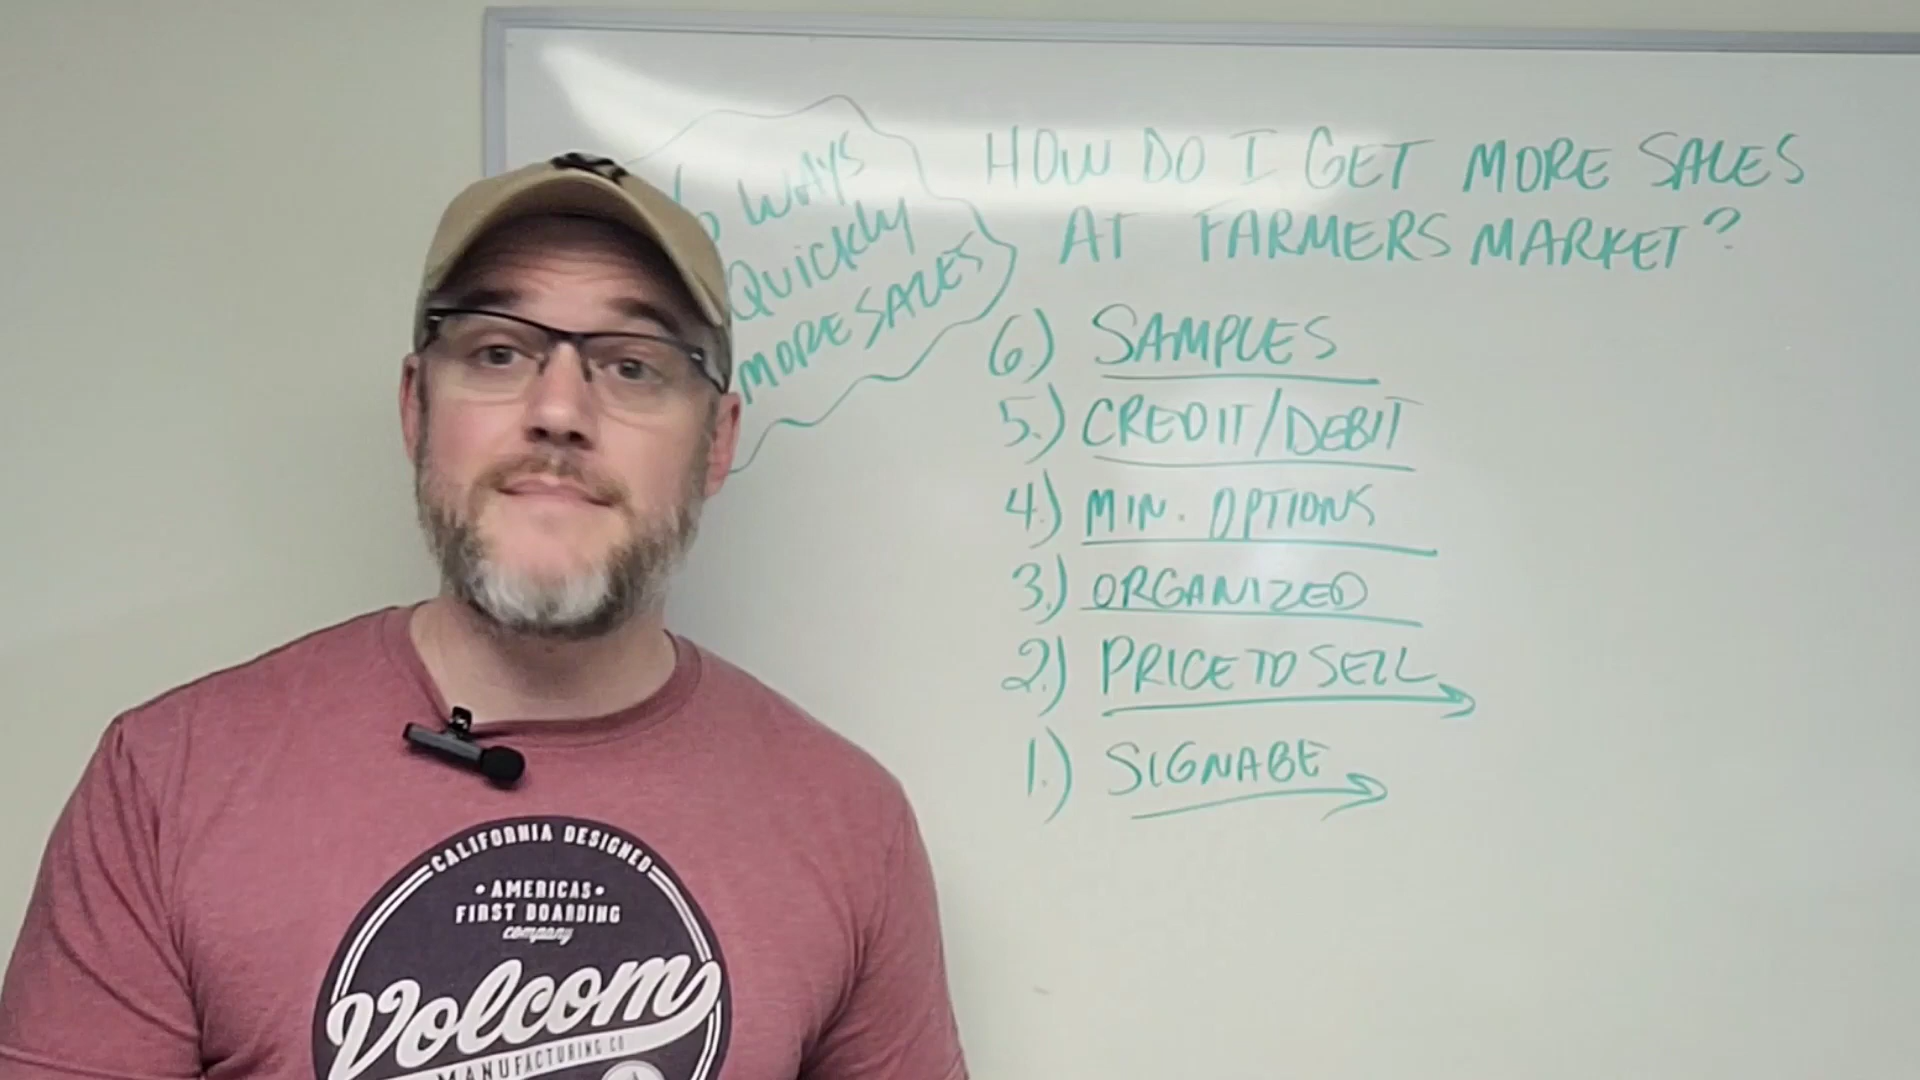 6 WAYS
QUICKLY
MORE SALES
HOW DO I GET MORE SALES
AT FARMERS MARKET?
6.) SAMPLES
5.) CREDIT/DEBIT
4.) MIN. OPTIONS
3.) ORGANIZED
2.) PRICE TO SELL
1.) SIGNAGE
CALIFORNIA DESIGNED
• AMERICAS •
FIRST BOARDING
company
Volcom
MANUFACTURING CO